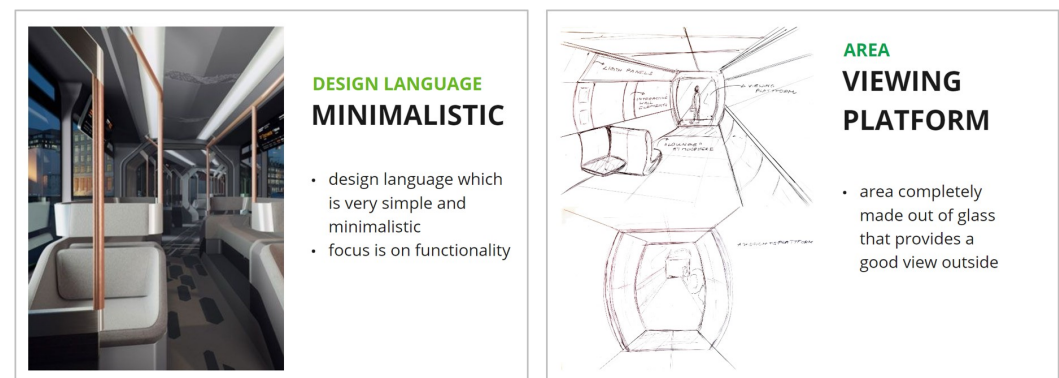 DESIGN LANGUAGE
MINIMALISTIC
• design language which
is very simple and
minimalistic
• focus is on functionality
AREA
VIEWING
PLATFORM
• area completely
made out of glass
that provides a
good view outside